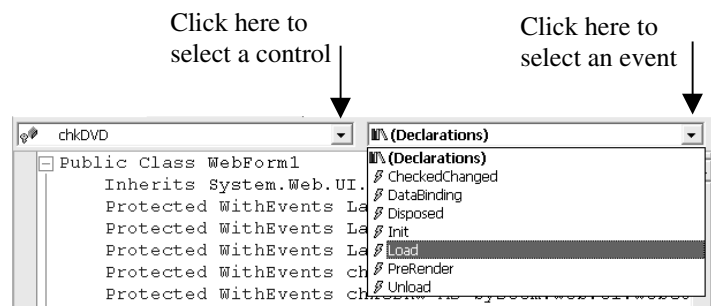 Click here to
select a control
Click here to
select an event
chkDVD
(Declarations)
Public Class WebForm1
Inherits System.Web.UI.
Protected WithEvents La
Protected WithEvents La
Protected WithEvents La
Protected WithEvents ch
Protected WithEvents
(Declarations)
CheckedChanged
DataBinding
Disposed
Init
Load
PreRender
Unload